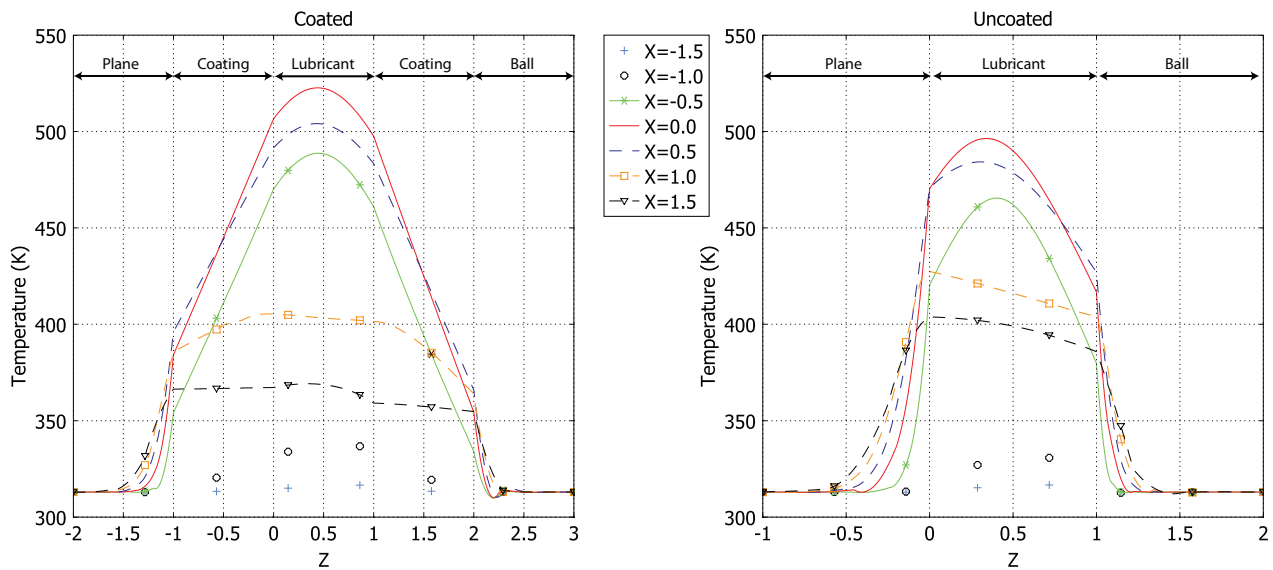 Coated
550
500
450
400
350
300
Temperature (K)
Plane
Coating
Lubricant
Coating
Ball
-2
-1.5
-1
-0.5
0
0.5
1
1.5
2
2.5
3
Z
X=-1.5
X=-1.0
X=-0.5
X=0.0
X=0.5
X=1.0
X=1.5
Uncoated
550
500
450
400
350
300
Temperature (K)
Plane
Lubricant
Ball
-2
-1
-0.5
0
0.5
1
1.5
2
Z